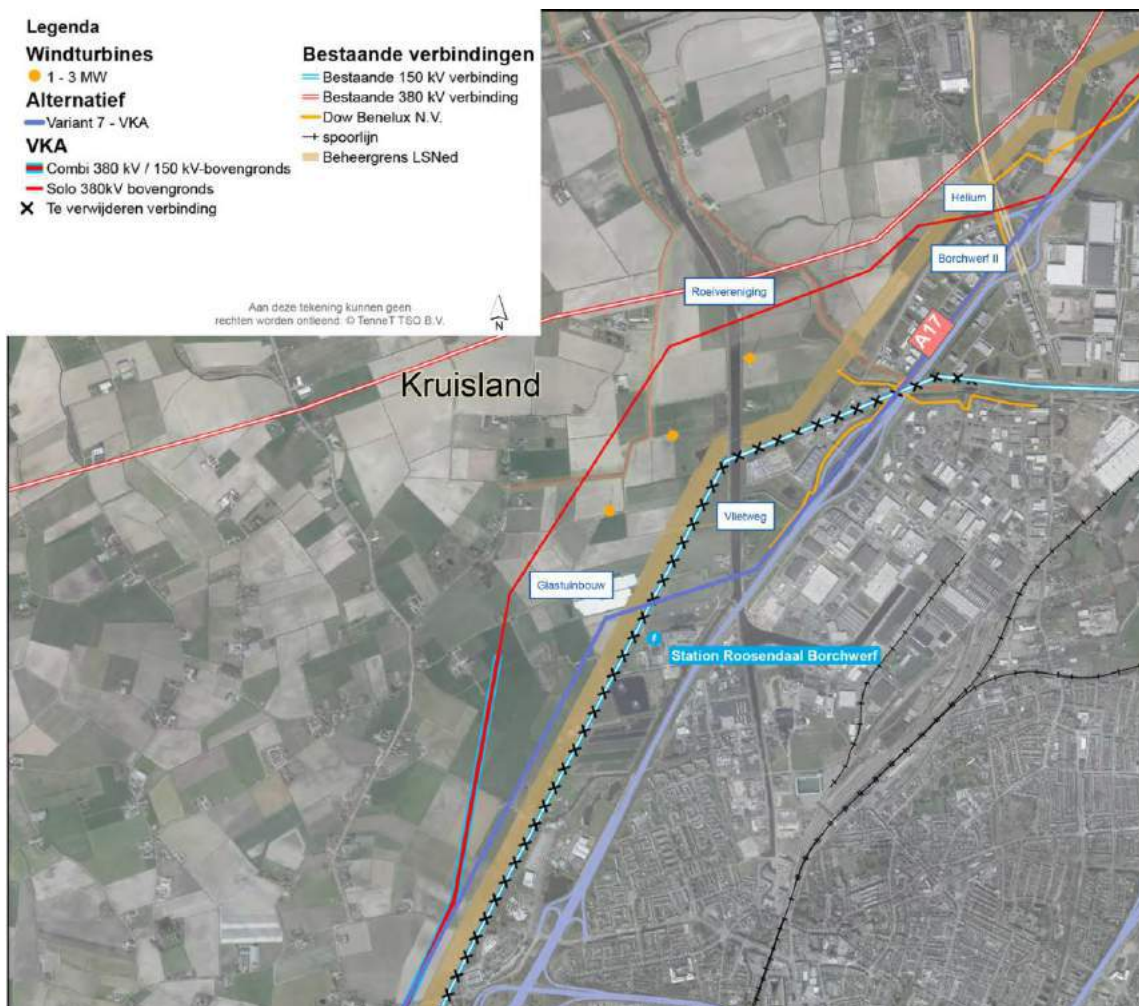 Legenda
Windturbines
1 - 3 MW
Alternatief
Variant 7 - VKA
VKA
Combi 380 kV / 150 kV-bovengronds
Solo 380kV bovengronds
Te verwijderen verbinding
Bestaande verbindingen
Bestaande 150 kV verbinding
Bestaande 380 kV verbinding
Dow Benelux N.V.
spoorlijn
Beheergrens LSNed
Aan deze tekening kunnen geen
rechten worden ontleend: © TenneT TSO B.V.
N
Helium
Borchwerf II
Roeivereniging
A17
Kruisland
Vlietweg
Glastuinbouw
Station Roosendaal Borchwerf